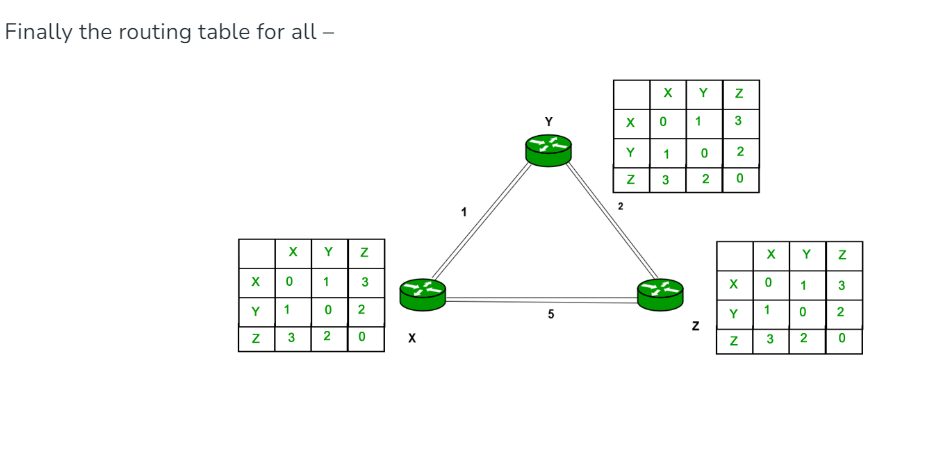 Finally the routing table for all –
X Y Z
X 0 1 3
Y 1 0 2
Z 3 2 0
Y
1
2
X Y Z
X 0 1 3
Y 1 0 2
Z 3 2 0
X
5
Z
X Y Z
X 0 1 3
Y 1 0 2
Z 3 2 0